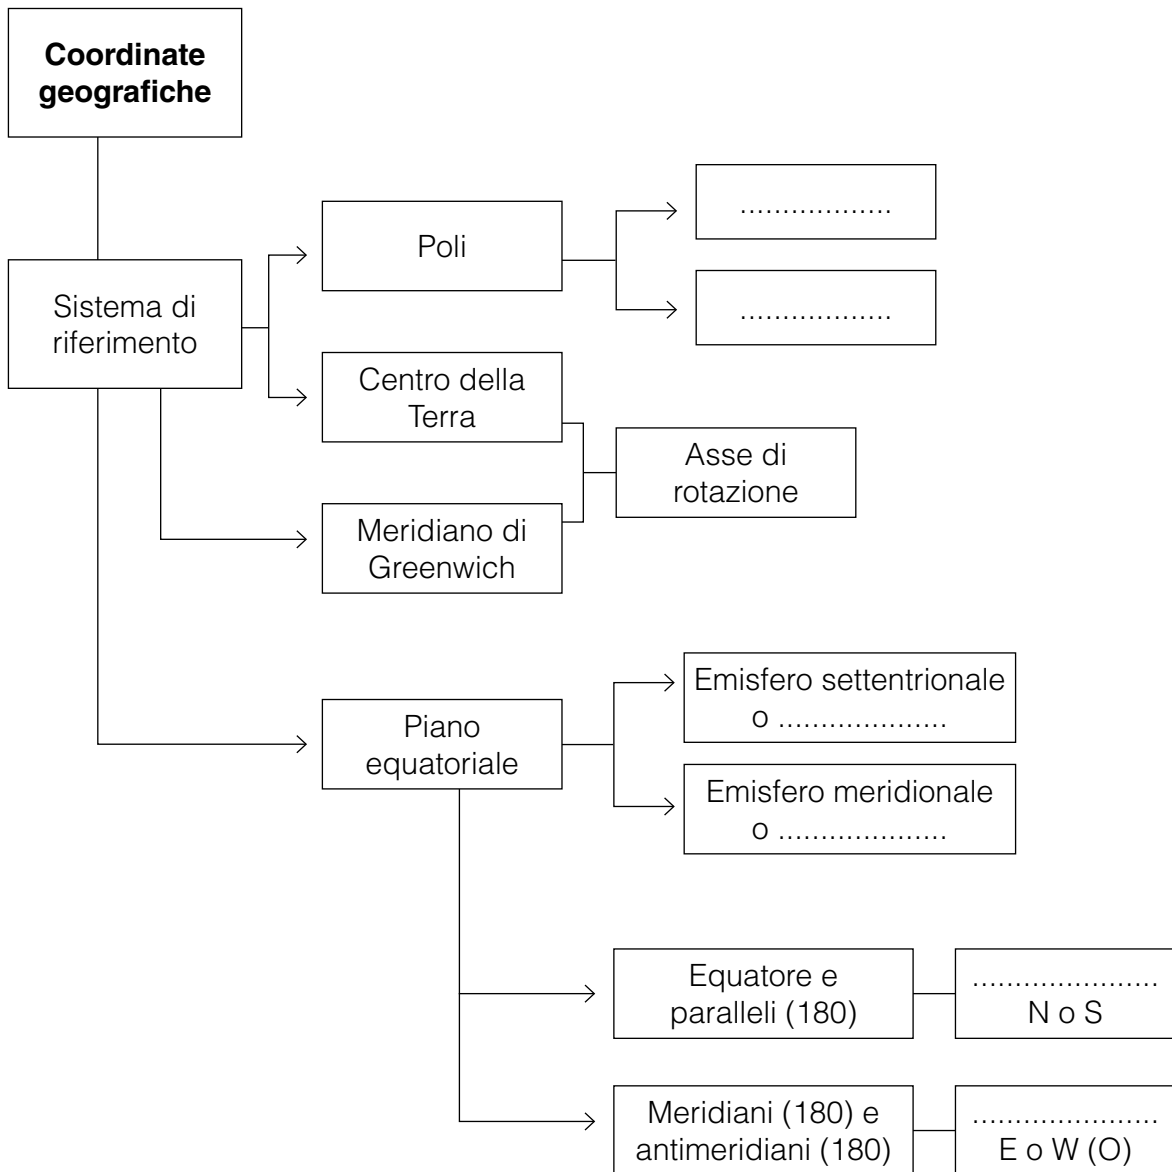 Coordinate
geografiche
Sistema di
riferimento
Poli
..................
..................
Centro della
Terra
Asse di
rotazione
Meridiano di
Greenwich
Piano
equatoriale
Emisfero settentrionale
o ....................
Emisfero meridionale
o ....................
Equatore e
paralleli (180)
......................
N o S
Meridiani (180) e
antimeridiani (180)
......................
E o W (O)